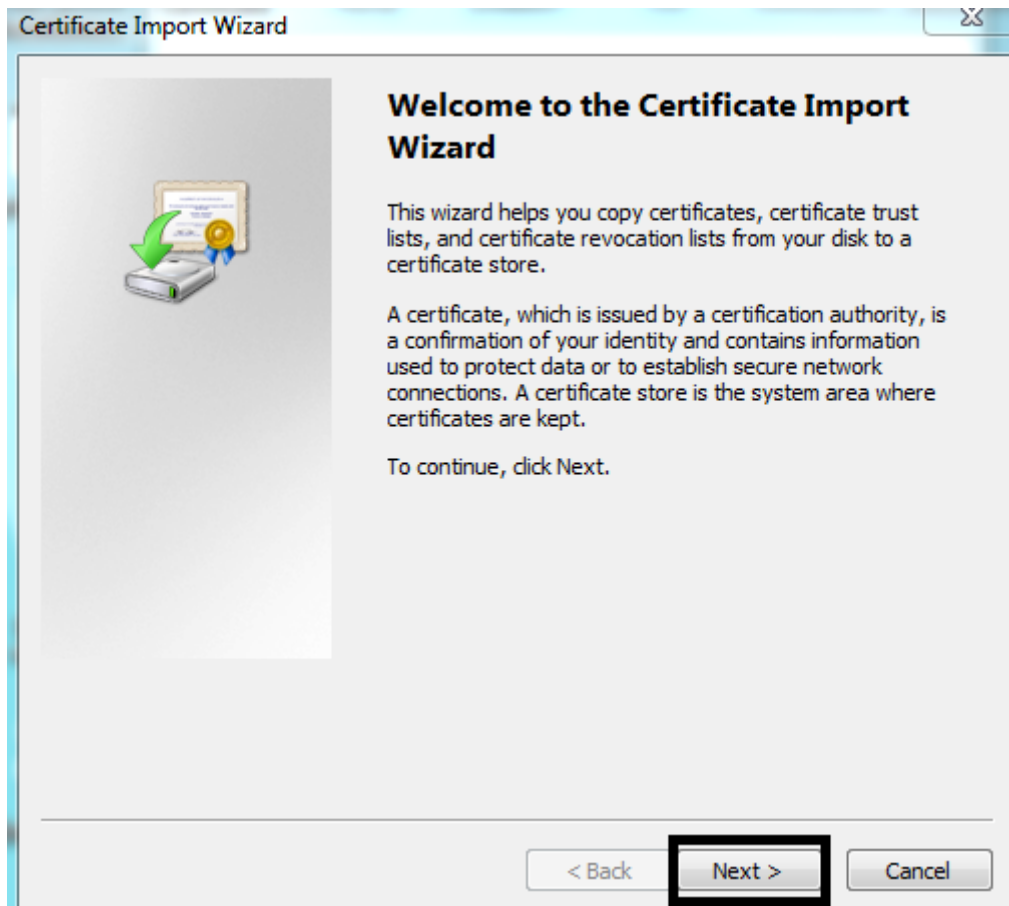 Certificate Import Wizard
Welcome to the Certificate Import
Wizard
This wizard helps you copy certificates, certificate trust
lists, and certificate revocation lists from your disk to a
certificate store.
A certificate, which is issued by a certification authority, is
a confirmation of your identity and contains information
used to protect data or to establish secure network
connections. A certificate store is the system area where
certificates are kept.
To continue, click Next.
< Back Next > Cancel